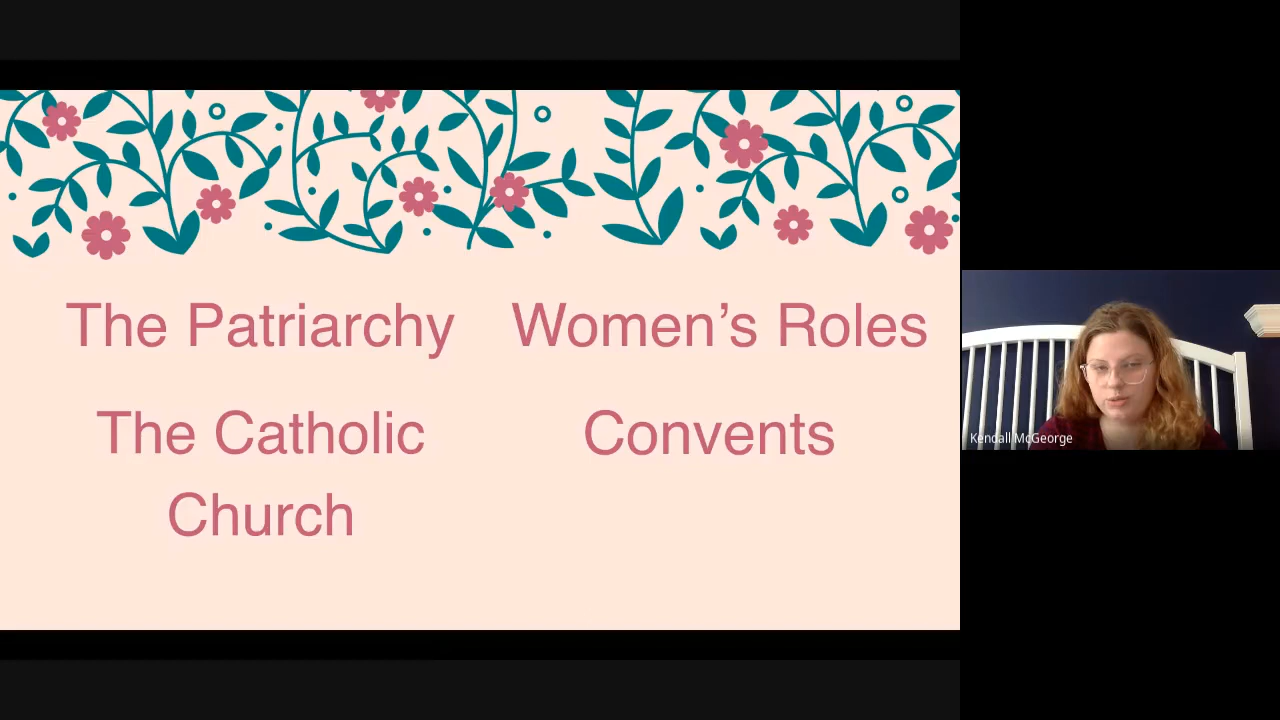 The Patriarchy
The Catholic
Church
Women’s Roles
Convents
Kendall McGeorge